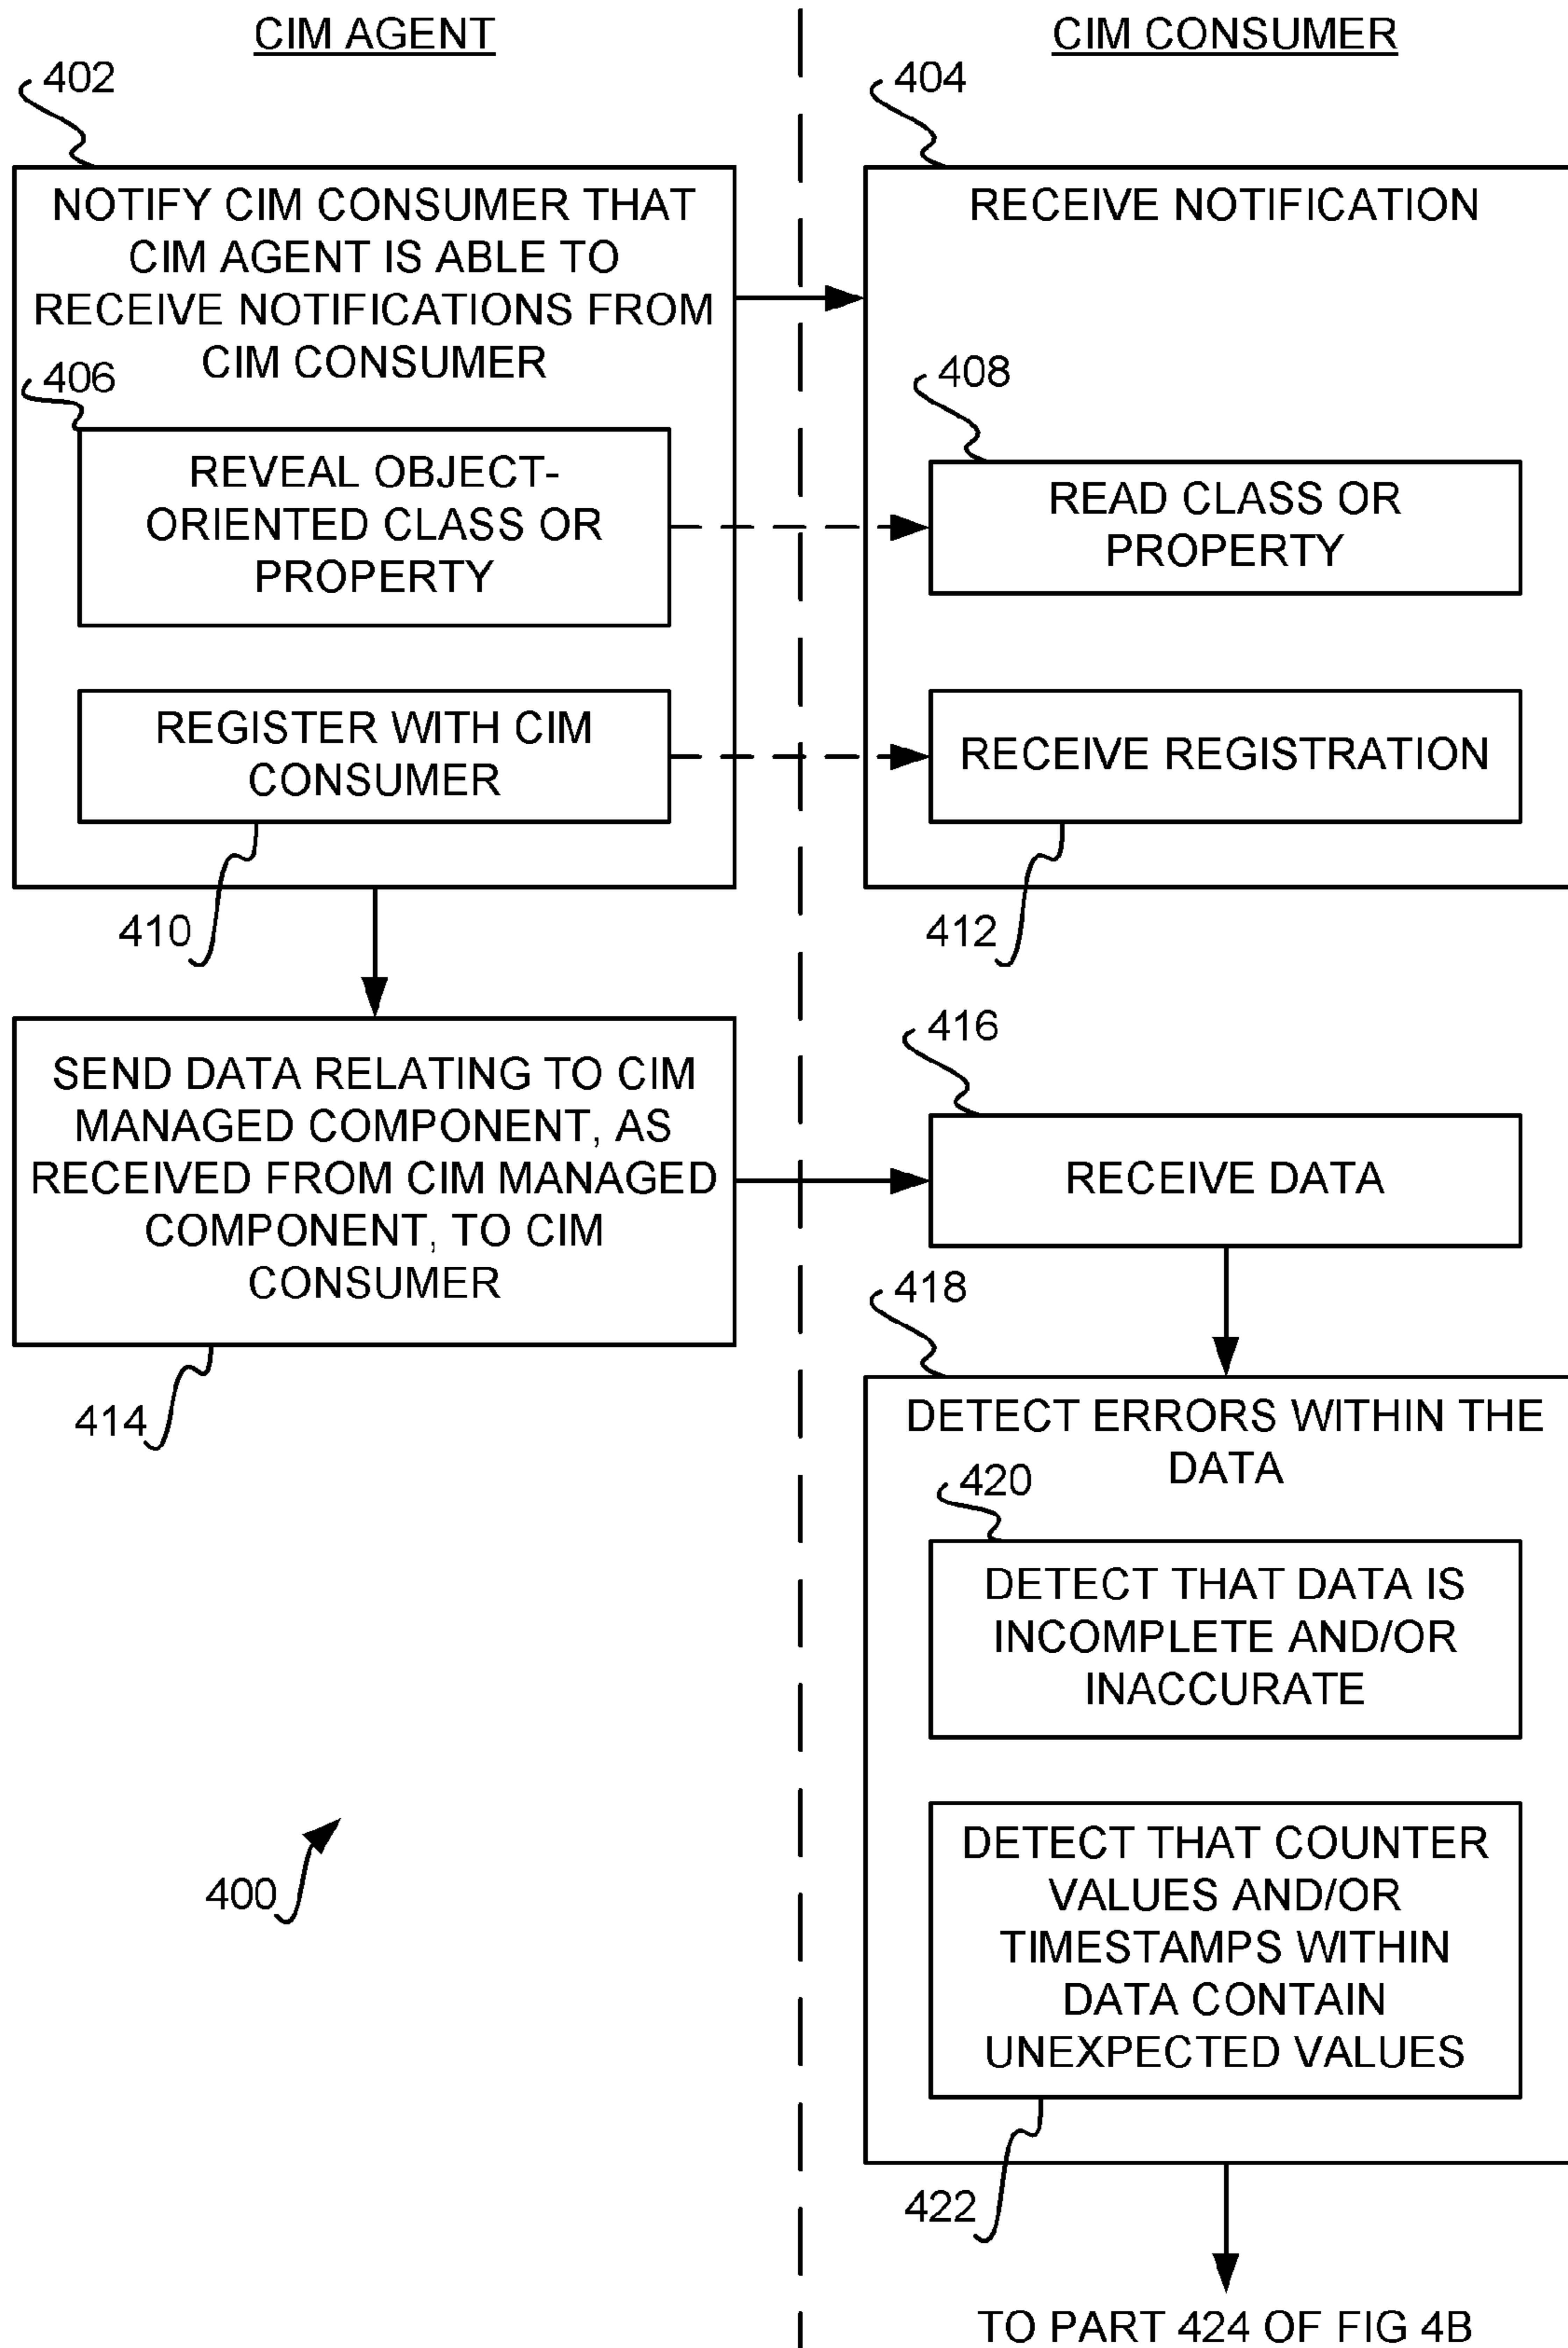 CIM AGENT
CIM CONSUMER
402
404
NOTIFY CIM CONSUMER THAT
CIM AGENT IS ABLE TO
RECEIVE NOTIFICATIONS FROM
CIM CONSUMER
RECEIVE NOTIFICATION
406
408
REVEAL OBJECT-
ORIENTED CLASS OR
PROPERTY
READ CLASS OR
PROPERTY
REGISTER WITH CIM
CONSUMER
RECEIVE REGISTRATION
410
412
SEND DATA RELATING TO CIM
MANAGED COMPONENT, AS
RECEIVED FROM CIM MANAGED
COMPONENT, TO CIM
CONSUMER
414
416
RECEIVE DATA
418
DETECT ERRORS WITHIN THE
DATA
420
DETECT THAT DATA IS
INCOMPLETE AND/OR
INACCURATE
DETECT THAT COUNTER
VALUES AND/OR
TIMESTAMPS WITHIN
DATA CONTAIN
UNEXPECTED VALUES
400
422
TO PART 424 OF FIG 4B